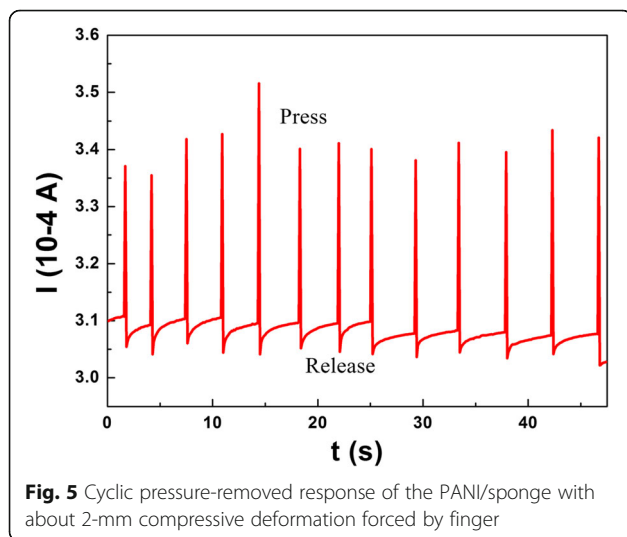 3.6
3.5
3.4
3.3
3.2
3.1
3.0
I (10-4 A)
Press
Release
0
10
20
30
40
t (s)
Fig. 5 Cyclic pressure-removed response of the PANI/sponge with
about 2-mm compressive deformation forced by finger